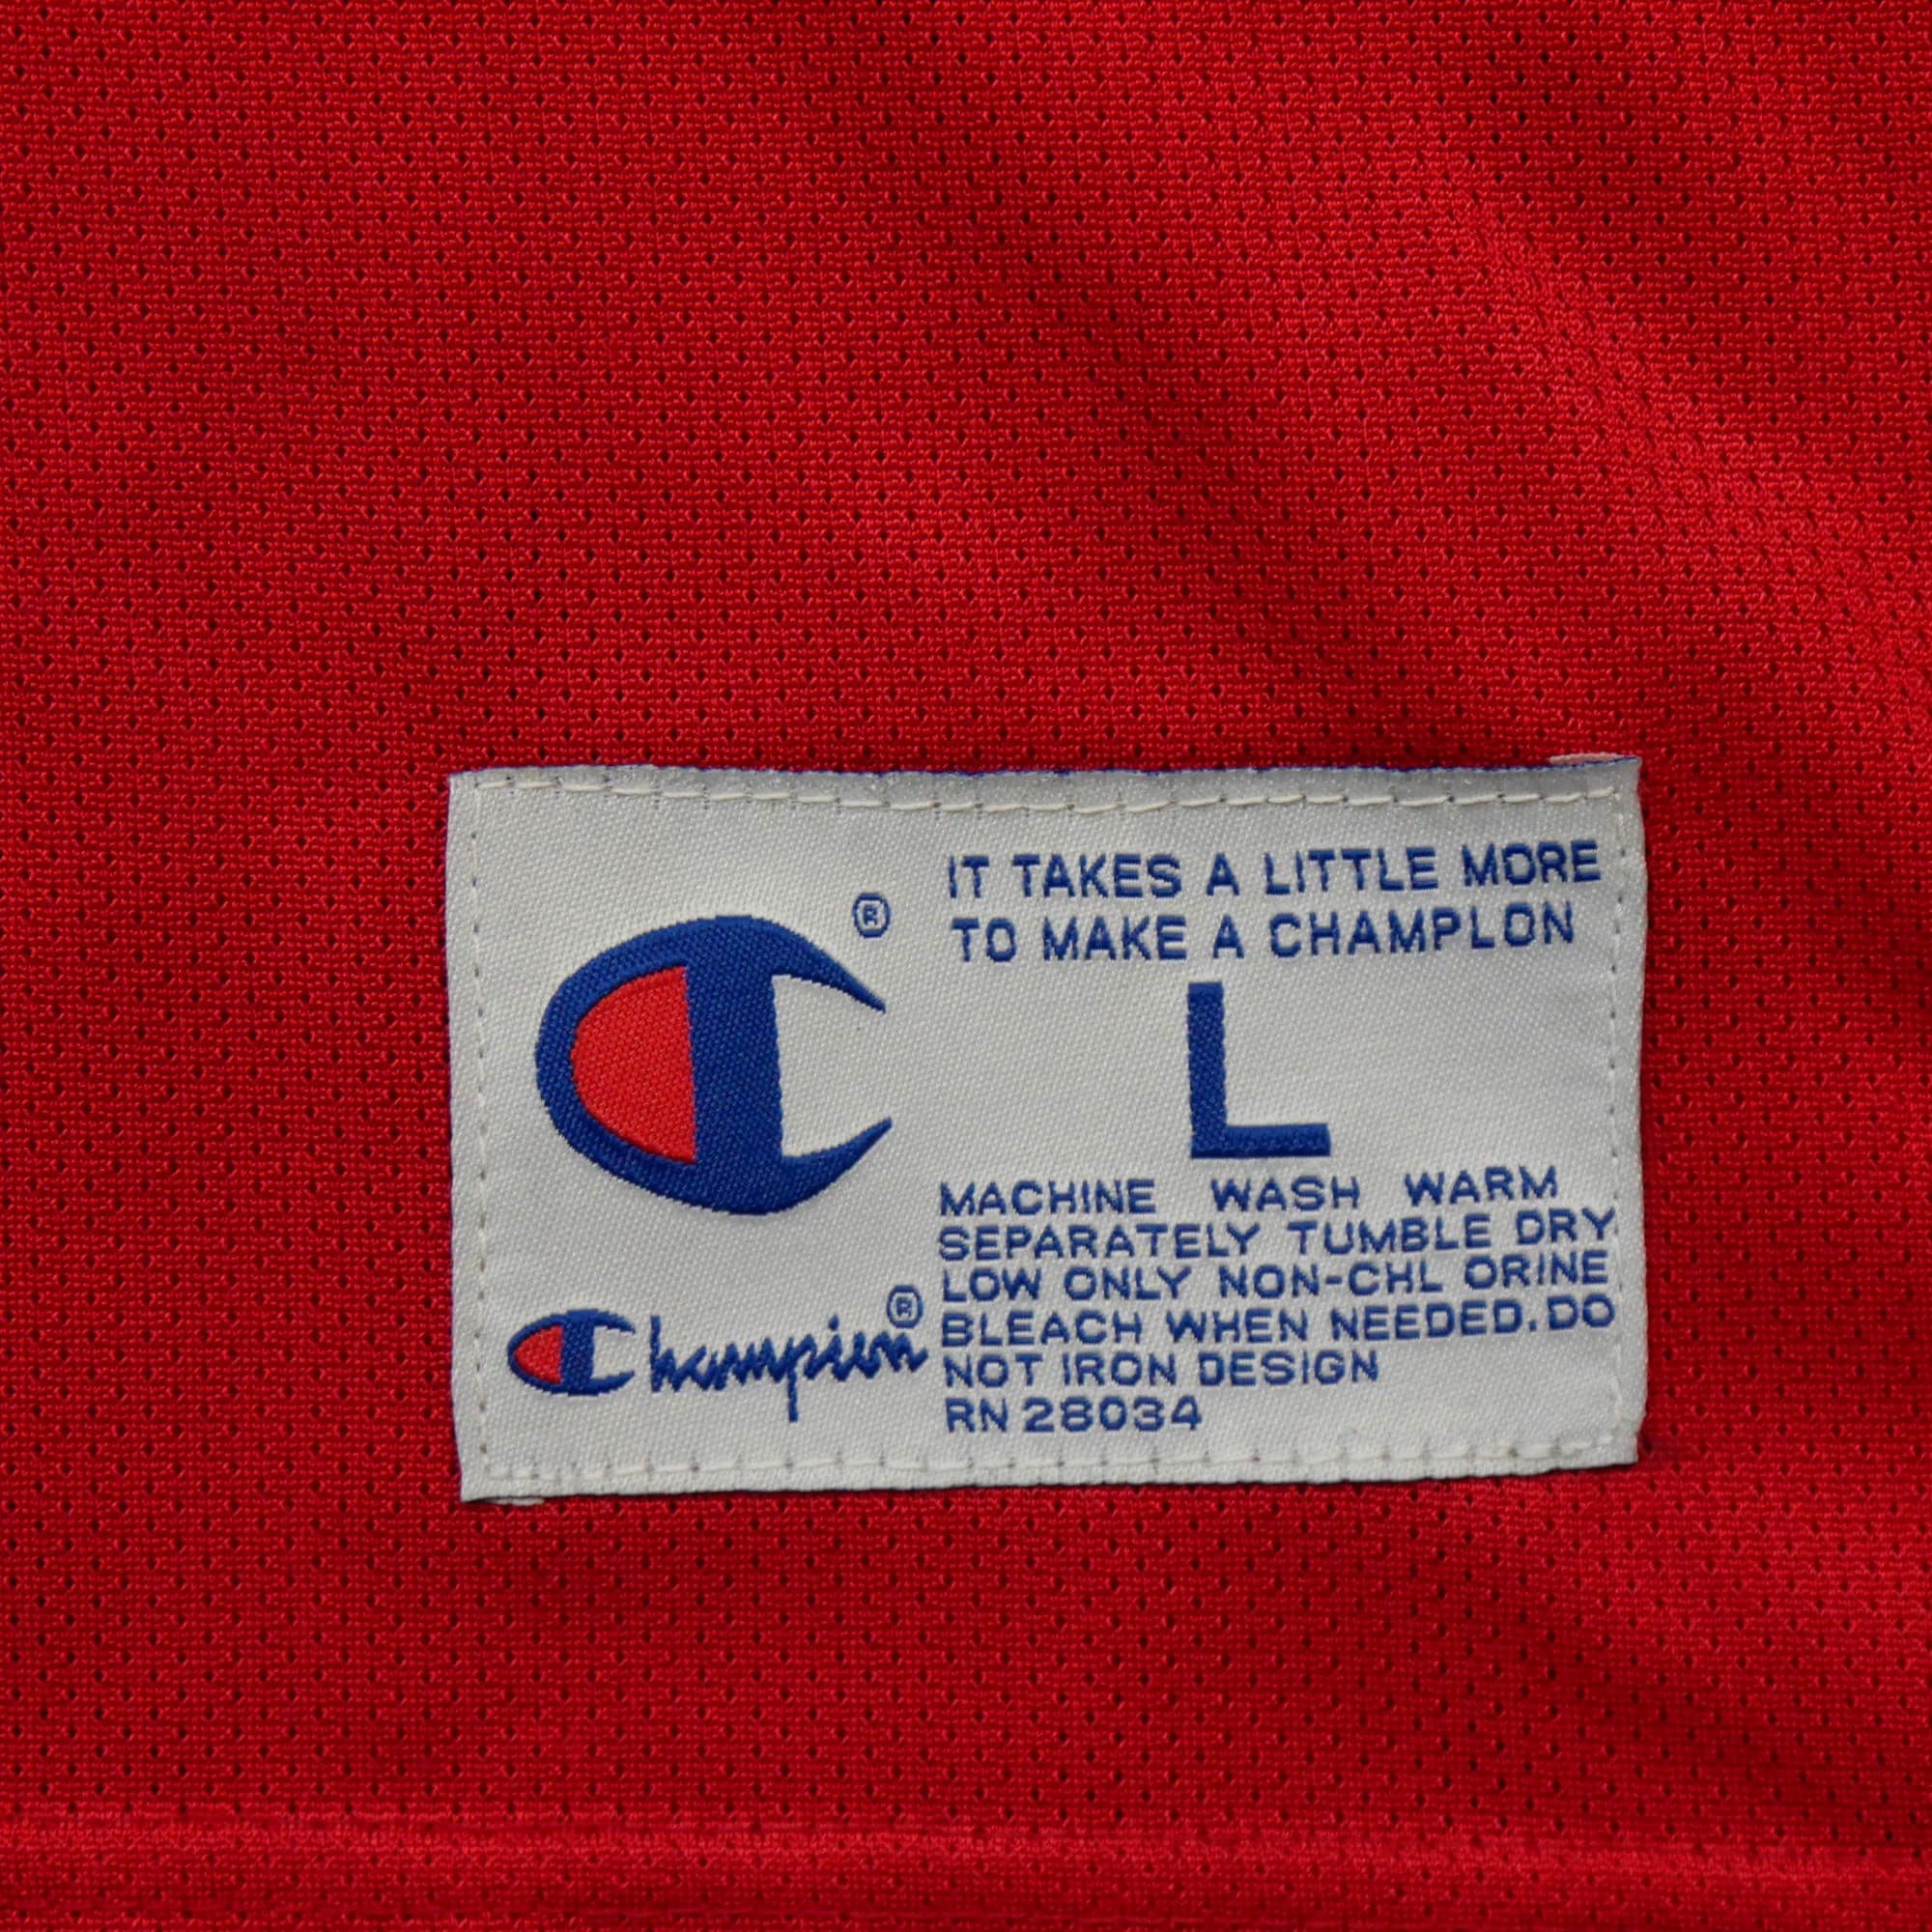 IT TAKES A LITTLE MORE
TO MAKE A CHAMPLON
®
L
MACHINE WASH WARM
SEPARATELY TUMBLE DRY
LOW ONLY NON-CHL ORINE
BLEACH WHEN NEEDED. DO
NOT IRON DESIGN
RN 28034
Champion®